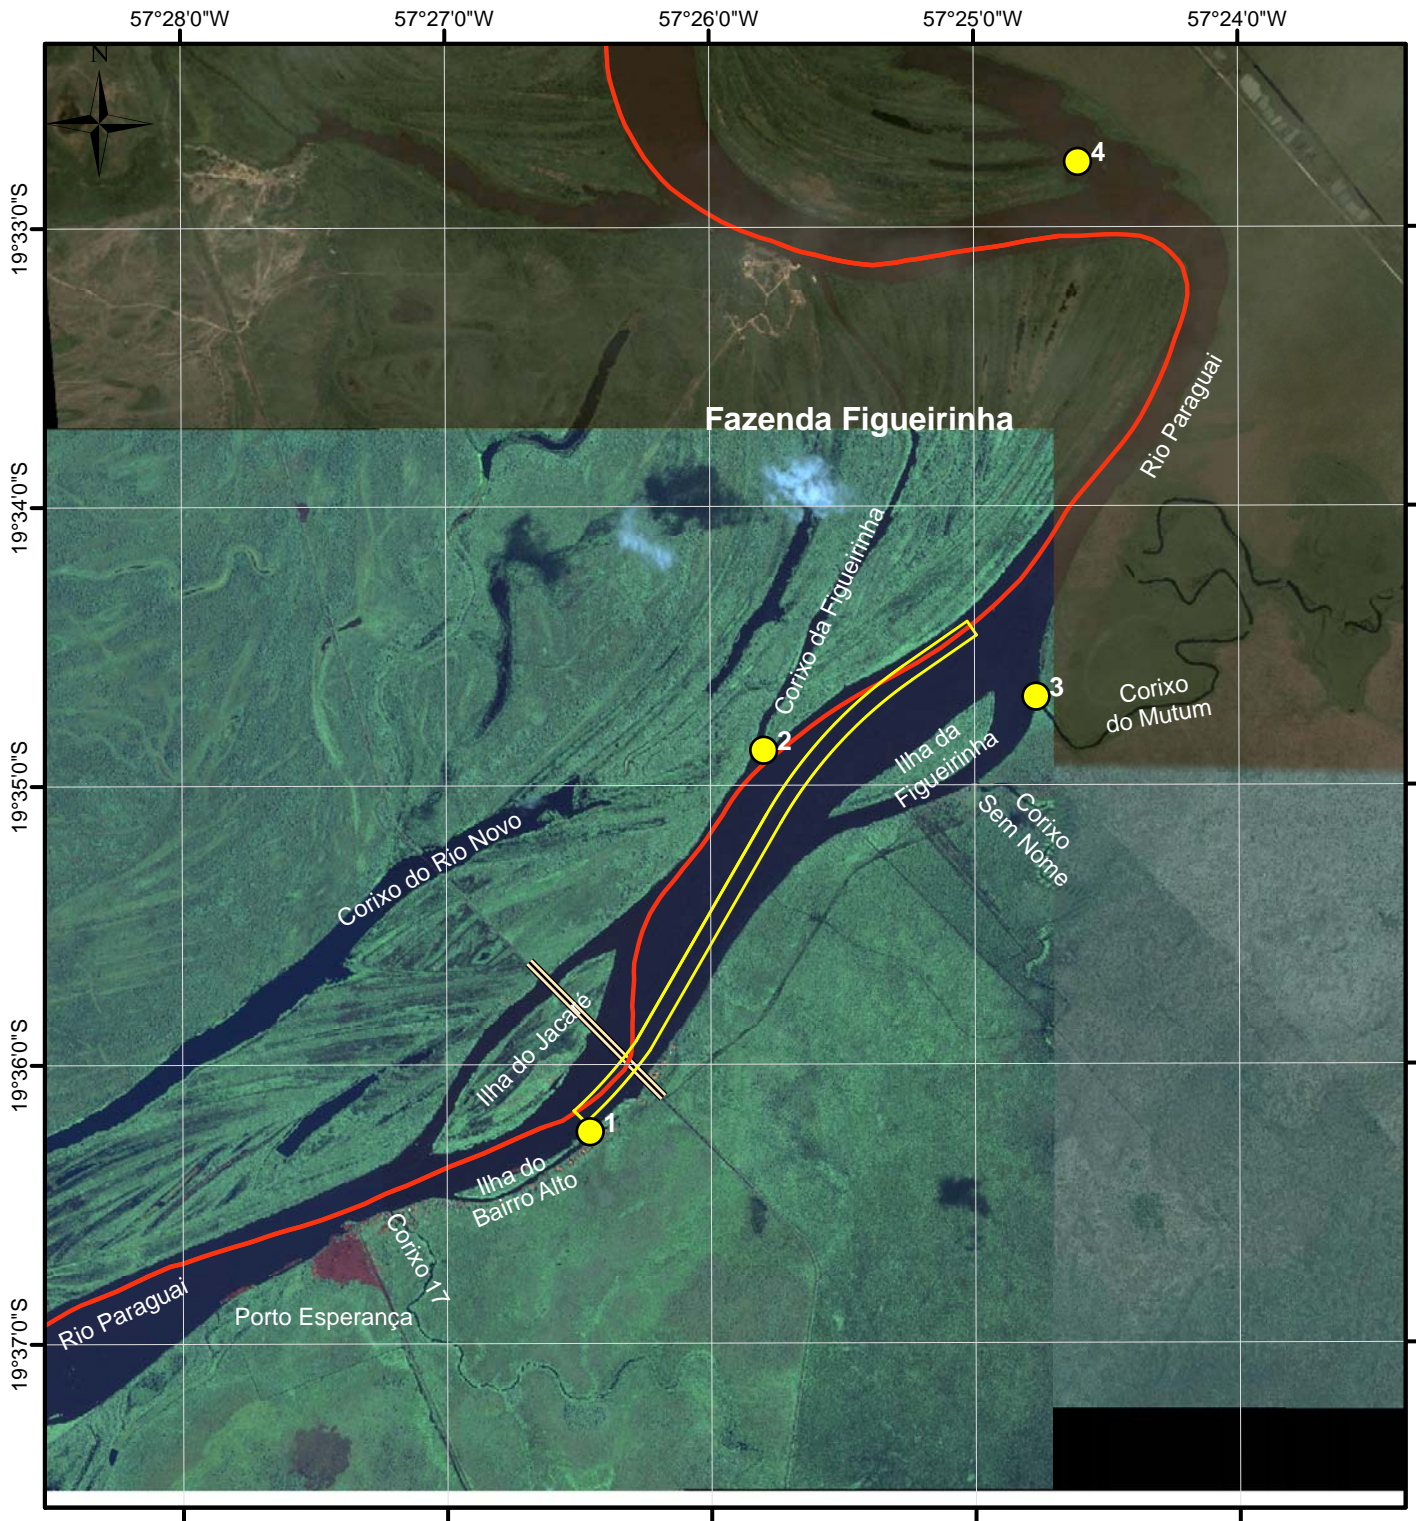 57°28'0"W
57°27'0"W
57°26'0"W
57°25'0"W
57°24'0"W
N
4
19°33'0"S
Rio Paraguai
Fazenda Figueirinha
19°34'0"S
Corixo da Figueirinha
3
Corixo
do Mutum
2
Ilha da
Figueirinha
19°35'0"S
Corixo
Sem Nome
Corixo do Rio Novo
Ilha do Jacaré
19°36'0"S
1
Ilha do
Bairro Alto
Corixo 17
Rio Paraguai
Porto Esperança
19°37'0"S